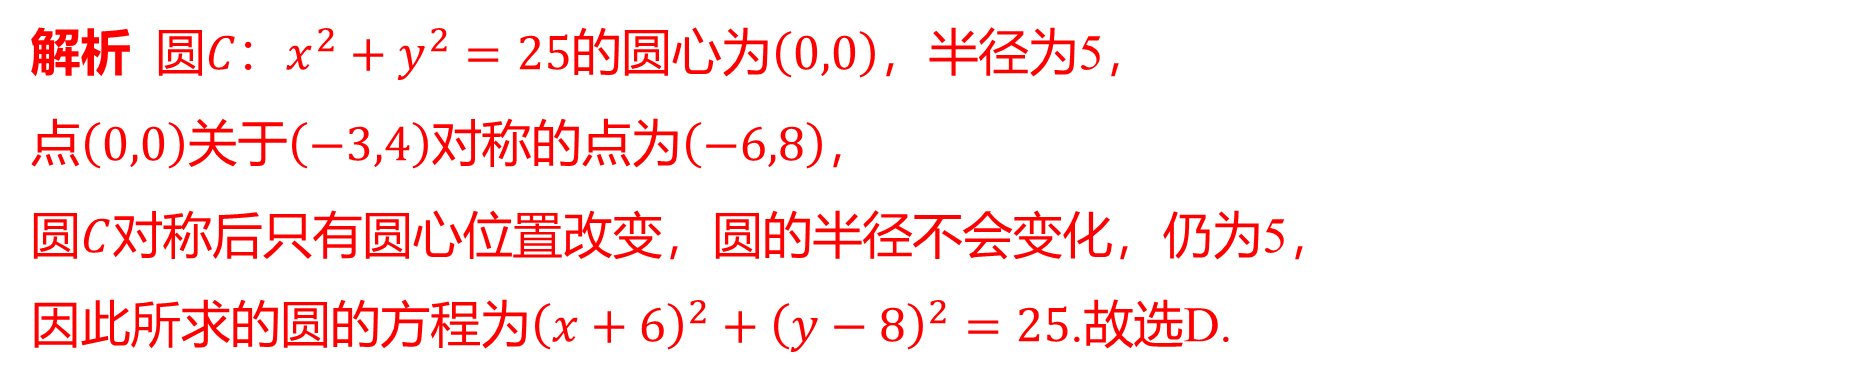 解析 圆C：x² + y² = 25的圆心为(0,0)，半径为5，
点(0,0)关于(−3,4)对称的点为(−6,8)，
圆C对称后只有圆心位置改变，圆的半径不会变化，仍为5，
因此所求的圆的方程为(x + 6)² + (y − 8)² = 25.故选D.